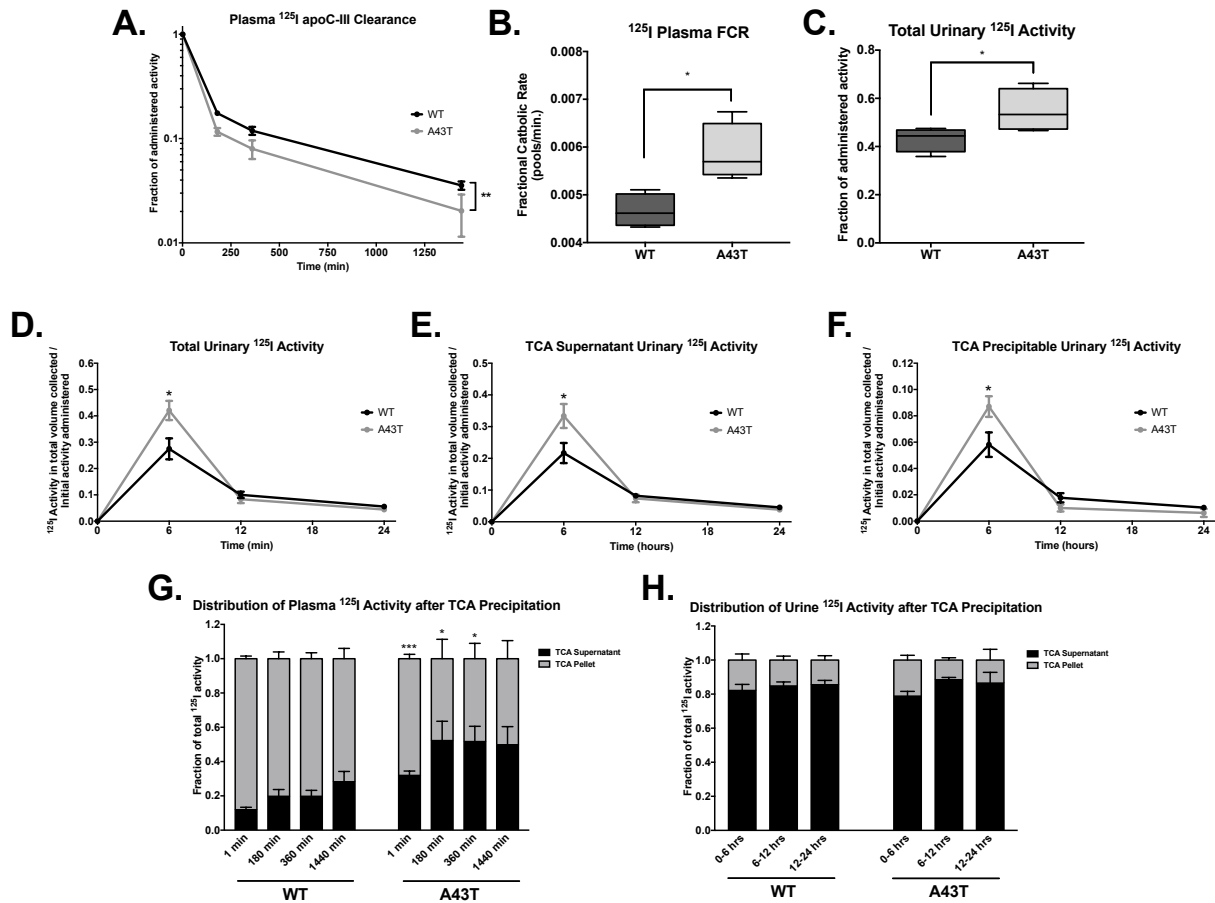 A.
Plasma ¹²⁵I apoC-III Clearance
Fraction of administered activity
1
0.1
0.01
0 250 500 750 1000 1250
Time (min)
WT
A43T
**
B.
¹²⁵I Plasma FCR
Fractional Catbolic Rate
(pools/min.)
0.008
0.007
0.006
0.005
0.004
*
WT A43T
C.
Total Urinary ¹²⁵I Activity
Fraction of administered activity
0.8
0.6
0.4
0.2
0.0
*
WT A43T
D.
Total Urinary ¹²⁵I Activity
¹²⁵I Activity in total volume collected /
Initial activity administered
0.6
0.5
0.4
0.3
0.2
0.1
0.0
*
WT
A43T
0 6 12 18 24
Time (min)
E.
TCA Supernatant Urinary ¹²⁵I Activity
¹²⁵I Activity in total volume collected /
Initial activity administered
0.5
0.4
0.3
0.2
0.1
0.0
*
WT
A43T
0 6 12 18 24
Time (hours)
F.
TCA Precipitable Urinary ¹²⁵I Activity
¹²⁵I Activity in total volume collected /
Initial activity administered
0.12
0.10
0.08
0.06
0.04
0.02
0.00
*
WT
A43T
0 6 12 18 24
Time (hours)
G.
Distribution of Plasma ¹²⁵I Activity after TCA Precipitation
Fraction of total ¹²⁵I activity
1.2
1.0
0.8
0.6
0.4
0.2
0.0
*** * *
TCA Supernatant
TCA Pellet
1 min 180 min 360 min 1440 min 1 min 180 min 360 min 1440 min
WT A43T
H.
Distribution of Urine ¹²⁵I Activity after TCA Precipitation
Fraction of total ¹²⁵I activity
1.2
1.0
0.8
0.6
0.4
0.2
0.0
TCA Supernatant
TCA Pellet
0-6 hrs 6-12 hrs 12-24 hrs 0-6 hrs 6-12 hrs 12-24 hrs
WT A43T